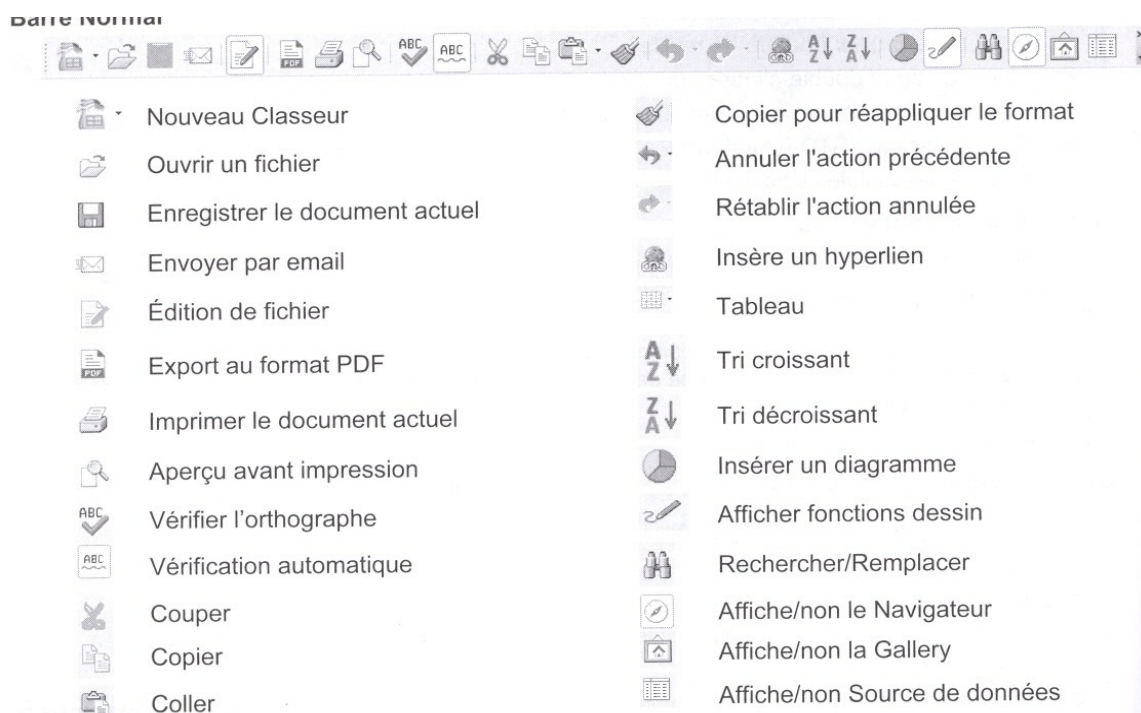 Barre Normal
Nouveau Classeur
Ouvrir un fichier
Enregistrer le document actuel
Envoyer par email
Édition de fichier
Export au format PDF
Imprimer le document actuel
Aperçu avant impression
Vérifier l’orthographe
Vérification automatique
Couper
Copier
Coller
Copier pour réappliquer le format
Annuler l'action précédente
Rétablir l'action annulée
Insère un hyperlien
Tableau
Tri croissant
Tri décroissant
Insérer un diagramme
Afficher fonctions dessin
Rechercher/Remplacer
Affiche/non le Navigateur
Affiche/non la Gallery
Affiche/non Source de données